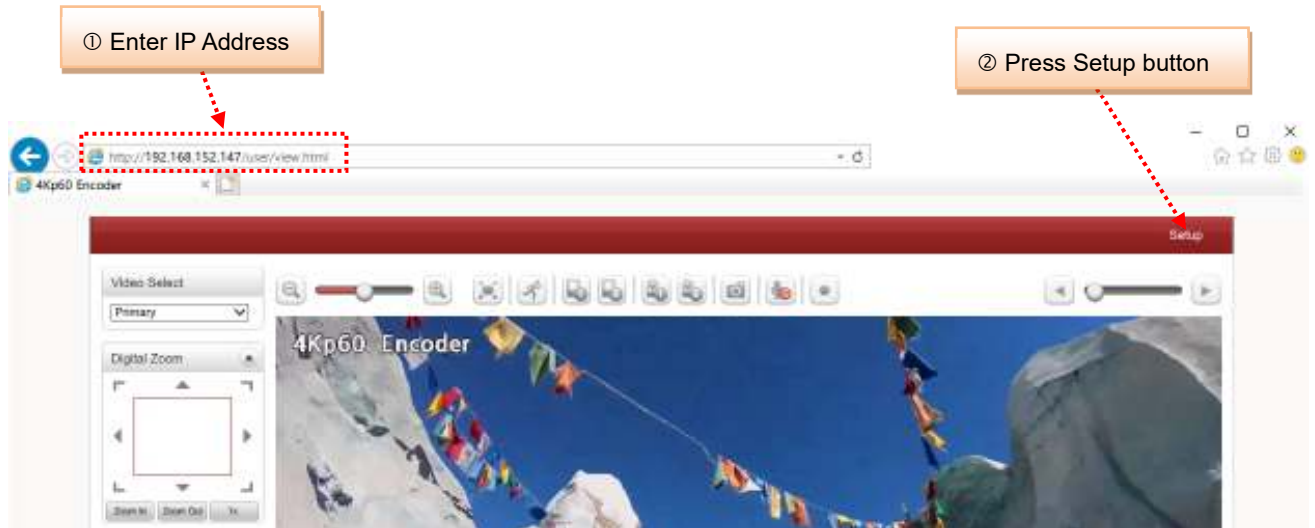 ① Enter IP Address
② Press Setup button
http://192.168.152.147/user/view.html
4Kp60 Encoder
Setup
Video Select
Primary
4Kp60 Encoder
Digital Zoom
Zoom In Zoom Out 1x